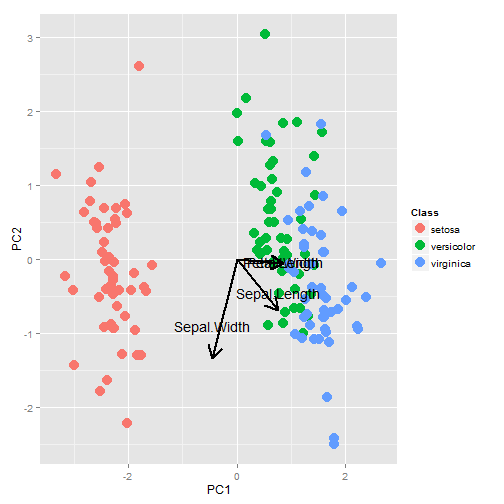 3
2
1
0
-1
-2
PC2
Sepal.Length
Sepal.Width
-2
0
2
PC1
Class
setosa
versicolor
virginica